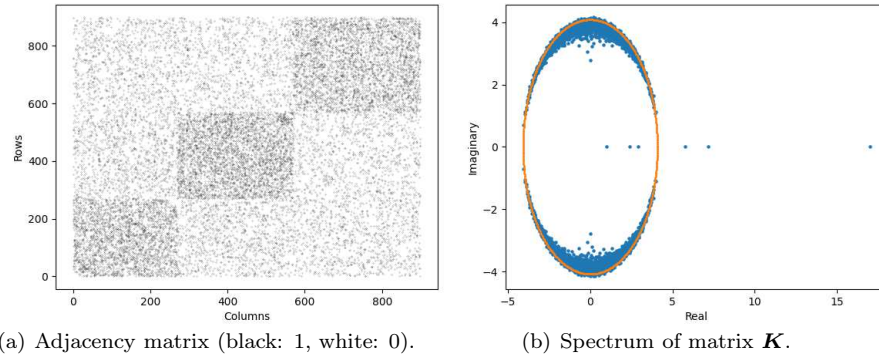 800
600
400
200
0
Rows
0 200 400 600 800
Columns
4
2
0
−2
−4
Imaginary
−5 0 5 10 15
Real
(a) Adjacency matrix (black: 1, white: 0).
(b) Spectrum of matrix K.